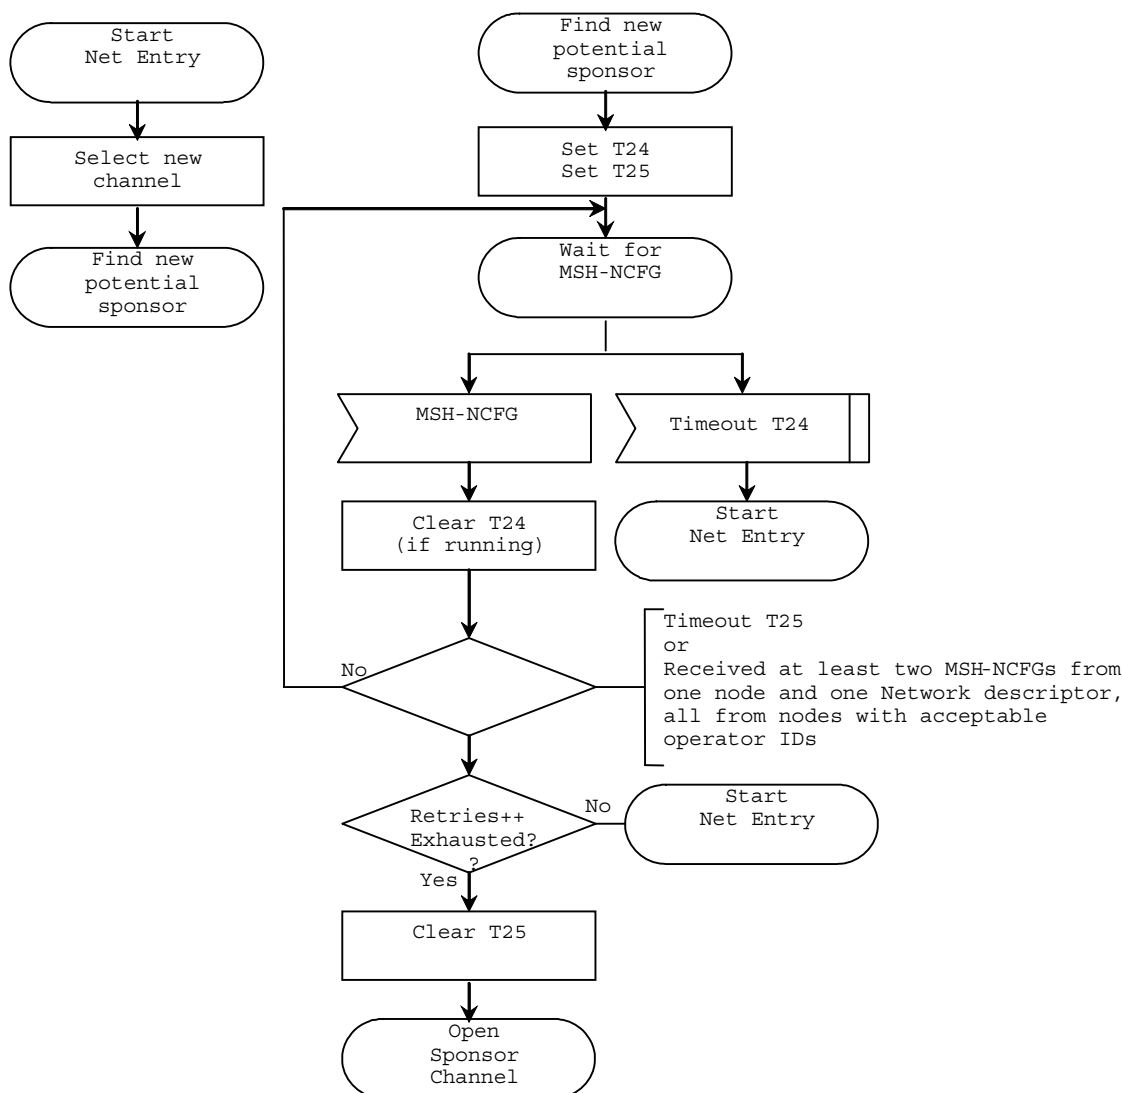 Start
Net Entry
Select new
channel
Find new
potential
sponsor
Find new
potential
sponsor
Set T24
Set T25
Wait for
MSH-NCFG
MSH-NCFG
Timeout T24
Clear T24
(if running)
Start
Net Entry
No
Timeout T25
or
Received at least two MSH-NCFGs from
one node and one Network descriptor,
all from nodes with acceptable
operator IDs
Retries++
Exhausted?
?
No
Start
Net Entry
Yes
Clear T25
Open
Sponsor
Channel